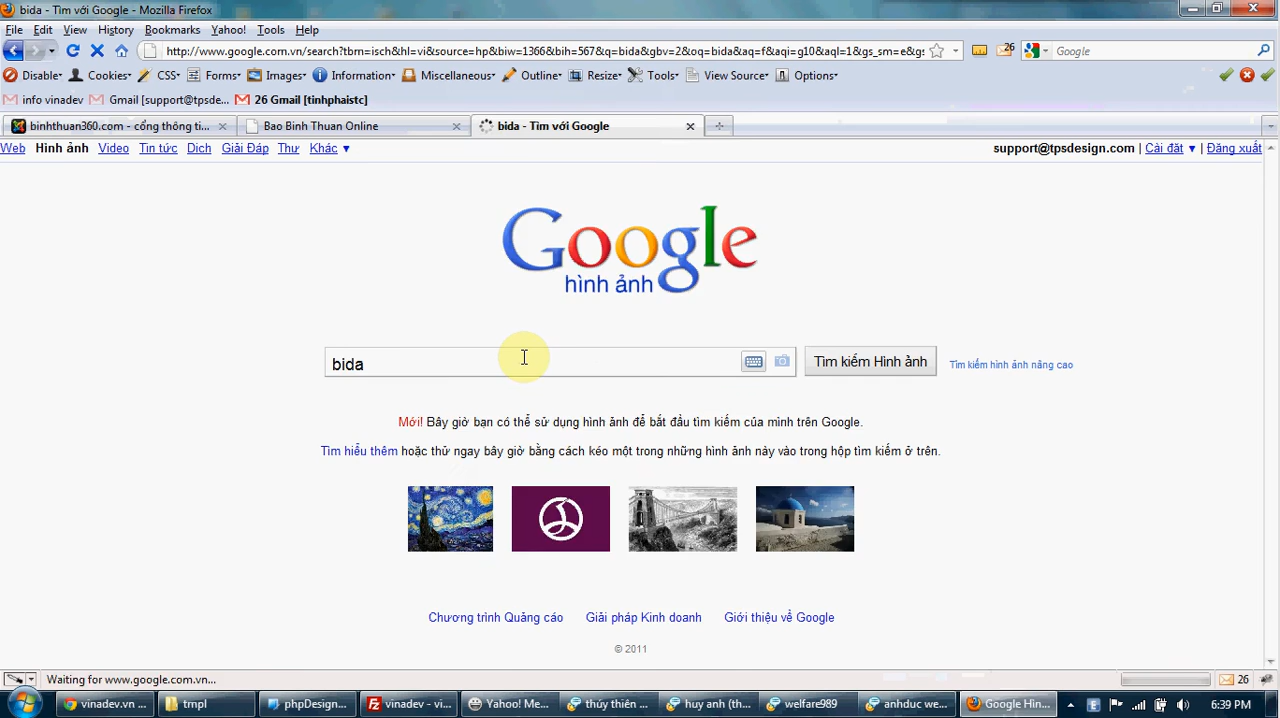 bida - Tìm với Google - Mozilla Firefox
File Edit View History Bookmarks Yahoo! Tools Help
http://www.google.com.vn/search?tbm=isch&hl=vi&source=hp&biw=1366&bih=567&q=bida&gbv=2&oq=bida&aq=f&aqi=g10&aql=1&gs_sm=e&gs 26 Google
Disable Cookies CSS Forms Images Information Miscellaneous Outline Resize Tools View Source Options
info vinadev Gmail [support@tpsde... 26 Gmail [tinhphaistc]
binhthuan360.com - cổng thông ti... Bao Binh Thuan Online bida - Tìm với Google
Web Hình ảnh Video Tin tức Dịch Giải Đáp Thư Khác ▼ support@tpsdesign.com | Cài đặt ▼ | Đăng xuất
Google
hình ảnh
bida Tìm kiếm Hình ảnh Tìm kiếm hình ảnh nâng cao
Mới! Bây giờ bạn có thể sử dụng hình ảnh để bắt đầu tìm kiếm của mình trên Google.
Tìm hiểu thêm hoặc thử ngay bây giờ bằng cách kéo một trong những hình ảnh này vào trong hộp tìm kiếm ở trên.
Chương trình Quảng cáo Giải pháp Kinh doanh Giới thiệu về Google
© 2011
Waiting for www.google.com.vn... 26
vinadev.vn ... tmpl phpDesign... vinadev - vi... Yahoo! Me... thúy thiên ... huy anh (th... welfare989 anhduc we... Google Hìn... 6:39 PM